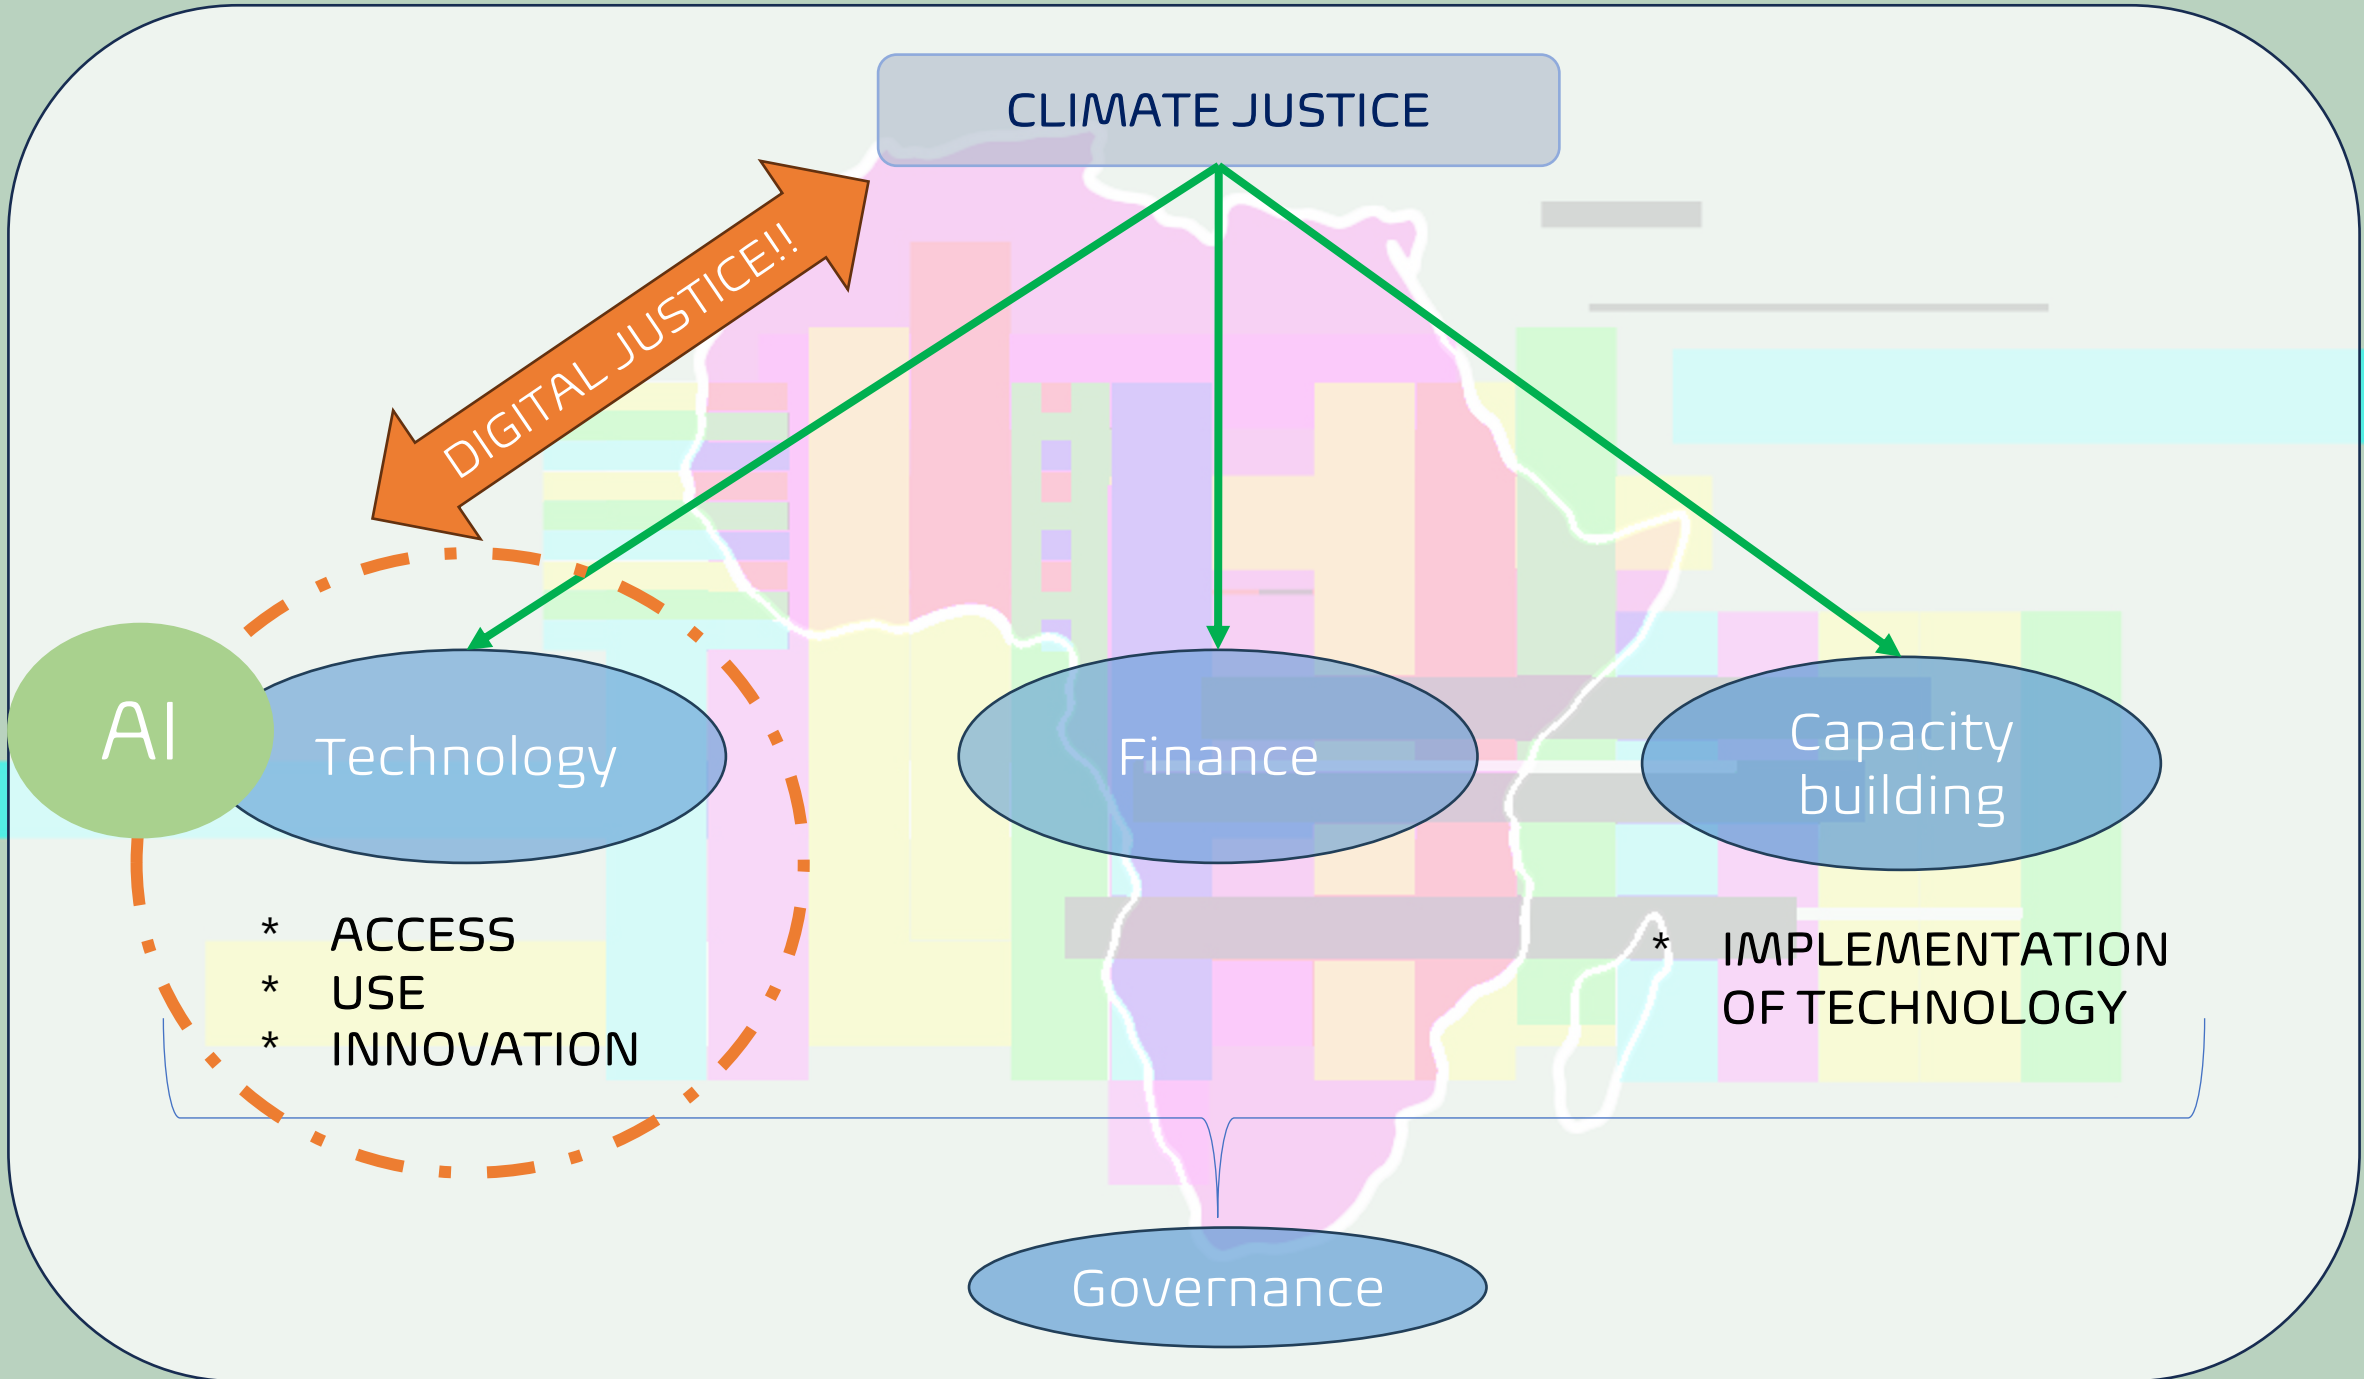 CLIMATE JUSTICE
DIGITAL JUSTICE!!
AI
Technology
Finance
Capacity
building
* ACCESS
* USE
* INNOVATION
* IMPLEMENTATION
OF TECHNOLOGY
Governance